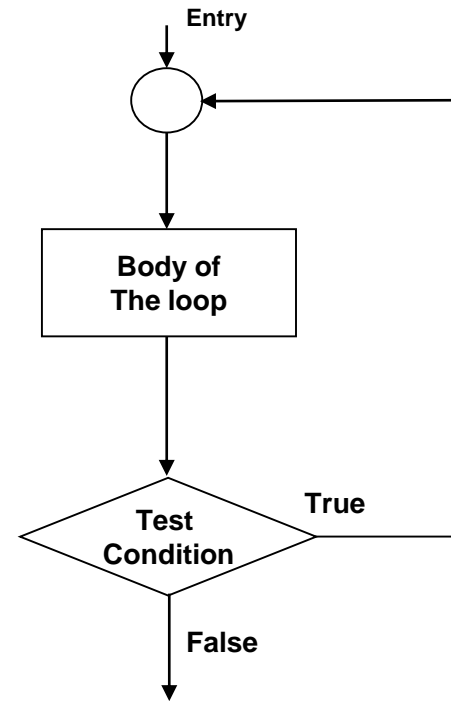 Entry
Body of
The loop
True
Test
Condition
False